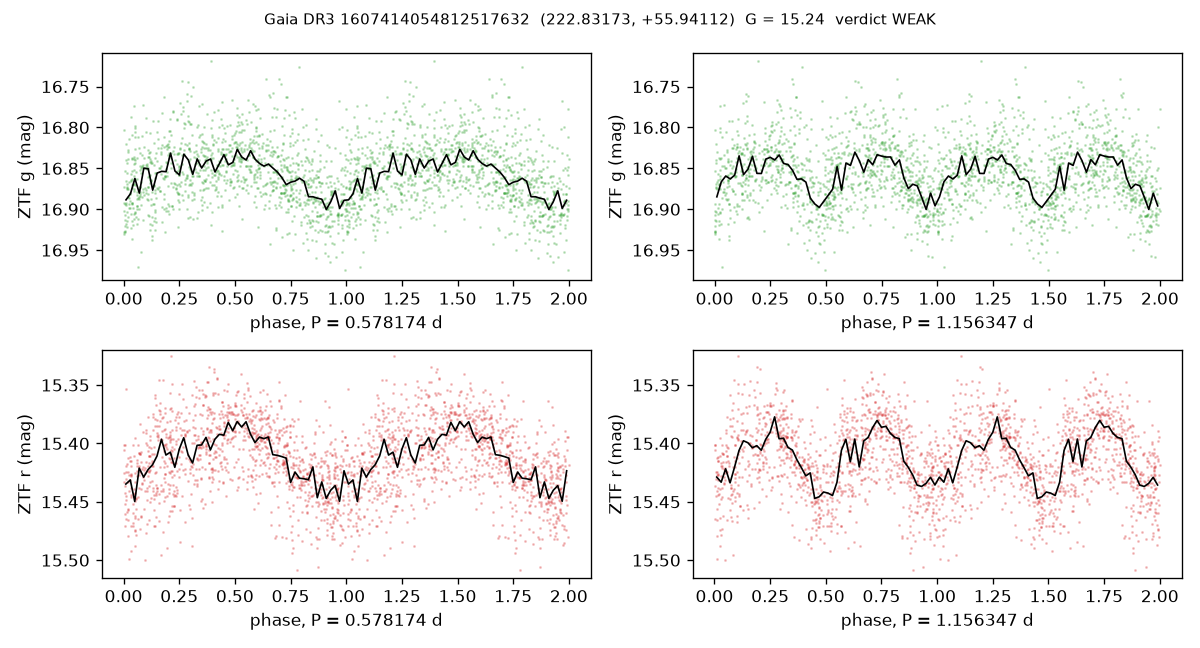 Gaia DR3 1607414054812517632 (222.83173, +55.94112) G = 15.24 verdict WEAK
ZTF g (mag)
16.75
16.80
16.85
16.90
16.95
0.00 0.25 0.50 0.75 1.00 1.25 1.50 1.75 2.00
phase, P = 0.578174 d
ZTF g (mag)
16.75
16.80
16.85
16.90
16.95
0.00 0.25 0.50 0.75 1.00 1.25 1.50 1.75 2.00
phase, P = 1.156347 d
ZTF r (mag)
15.35
15.40
15.45
15.50
0.00 0.25 0.50 0.75 1.00 1.25 1.50 1.75 2.00
phase, P = 0.578174 d
ZTF r (mag)
15.35
15.40
15.45
15.50
0.00 0.25 0.50 0.75 1.00 1.25 1.50 1.75 2.00
phase, P = 1.156347 d